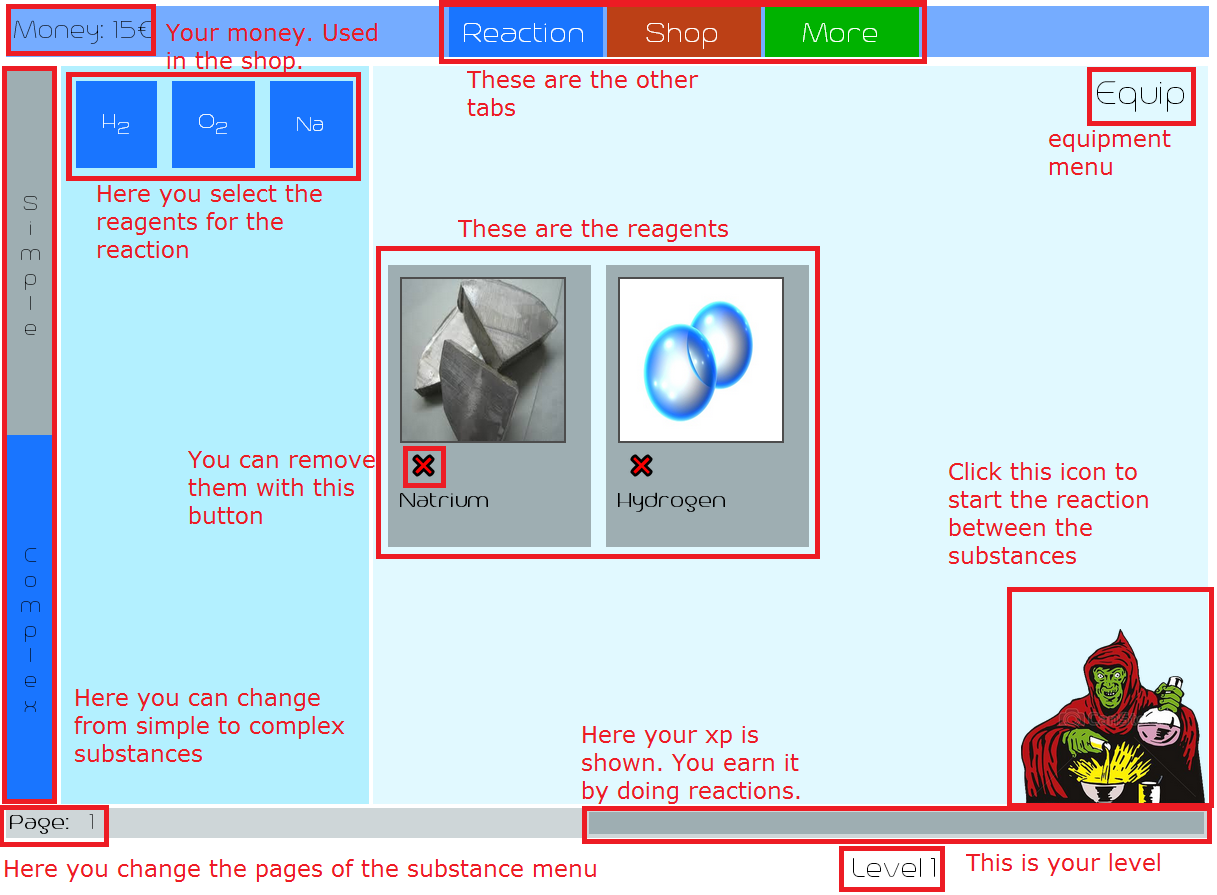 Money: 15€
Your money. Used
in the shop.
Reaction
Shop
More
These are the other
tabs
Equip
equipment
menu
H2
O2
Na
Here you select the
reagents for the
reaction
Simple
These are the reagents
You can remove
them with this
button
Natrium
Hydrogen
Click this icon to
start the reaction
between the
substances
Complex
Here you can change
from simple to complex
substances
Here your xp is
shown. You earn it
by doing reactions.
Page: 1
Here you change the pages of the substance menu
Level 1
This is your level